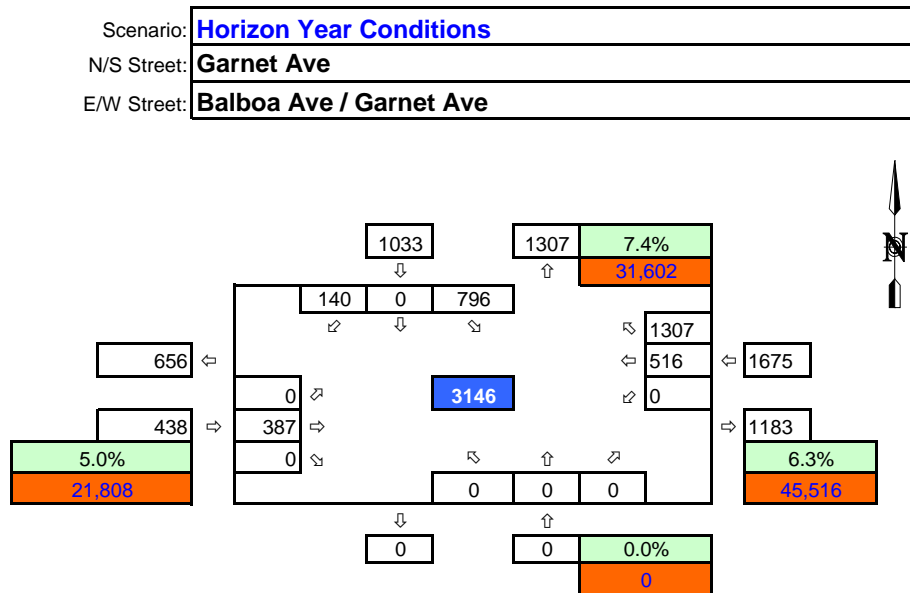 Scenario: Horizon Year Conditions
N/S Street: Garnet Ave
E/W Street: Balboa Ave / Garnet Ave
N
1033 1307 7.4%
⇩ ⇧ 31,602
140 0 796
⬃ ⇩ ⬂
⬁ 1307
656 ⇦ ⇦ 516 ⇦ 1675
0 ⬀ 3146 ⬃ 0
438 ⇨ 387 ⇨ ⇨ 1183
5.0% 0 ⬂ ⬁ ⇧ ⬀ 6.3%
21,808 0 0 0 45,516
⇩ ⇧
0 0 0.0%
0